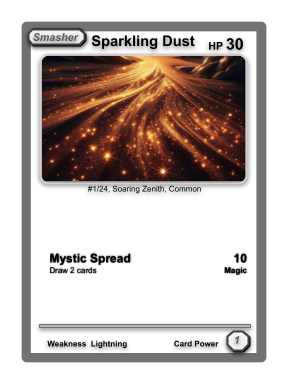 Smasher Sparkling Dust HP 30
#1/24, Soaring Zenith, Common
Mystic Spread 10
Draw 2 cards Magic
Weakness Lightning Card Power 1